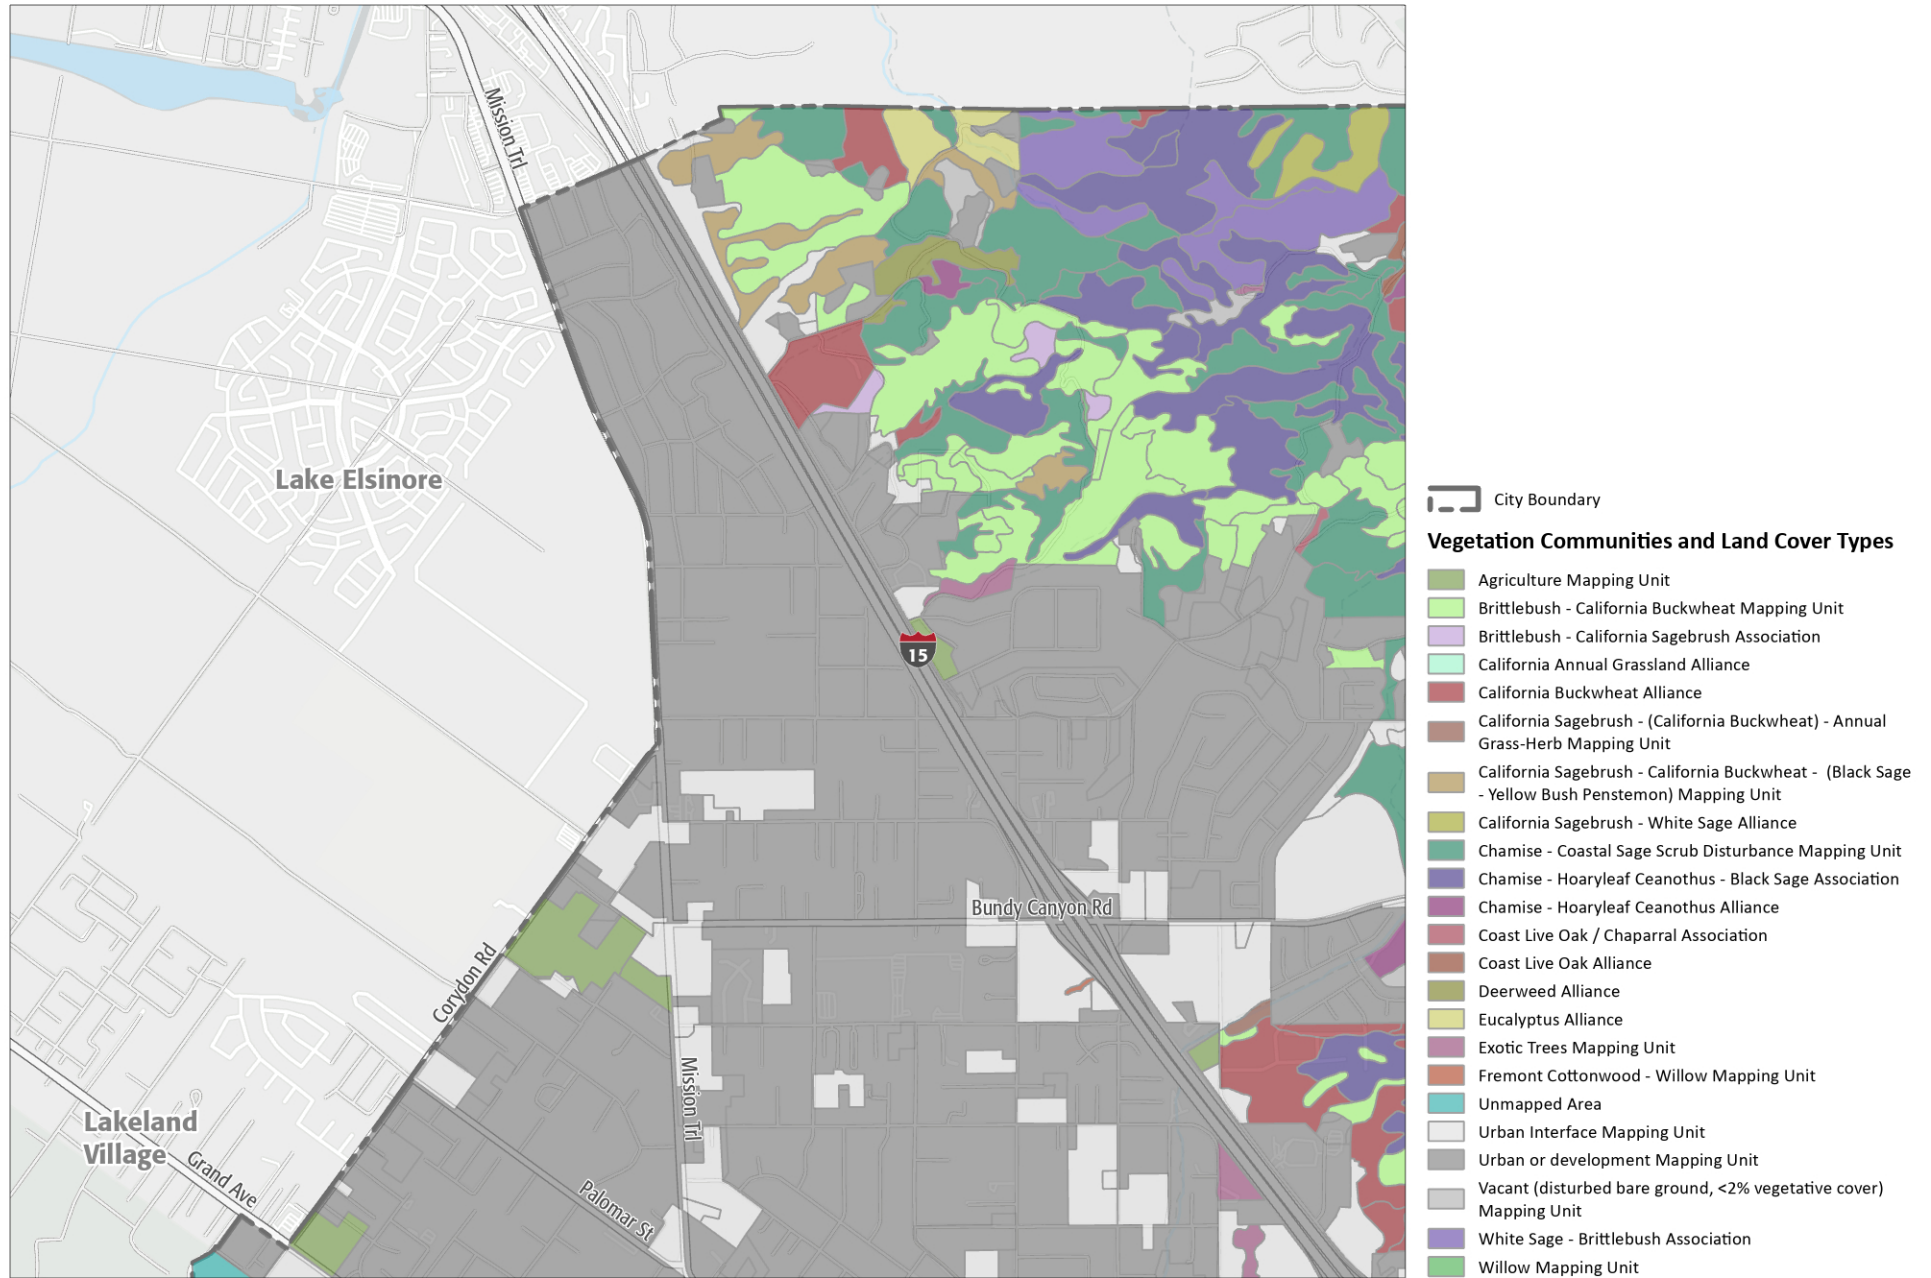 Mission Trl
Lake Elsinore
15
Bundy Canyon Rd
Corydon Rd
Mission Trl
Lakeland
Village
Grand Ave
Palomar St
City Boundary
Vegetation Communities and Land Cover Types
Agriculture Mapping Unit
Brittlebush - California Buckwheat Mapping Unit
Brittlebush - California Sagebrush Association
California Annual Grassland Alliance
California Buckwheat Alliance
California Sagebrush - (California Buckwheat) - Annual
Grass-Herb Mapping Unit
California Sagebrush - California Buckwheat - (Black Sage
- Yellow Bush Penstemon) Mapping Unit
California Sagebrush - White Sage Alliance
Chamise - Coastal Sage Scrub Disturbance Mapping Unit
Chamise - Hoaryleaf Ceanothus - Black Sage Association
Chamise - Hoaryleaf Ceanothus Alliance
Coast Live Oak / Chaparral Association
Coast Live Oak Alliance
Deerweed Alliance
Eucalyptus Alliance
Exotic Trees Mapping Unit
Fremont Cottonwood - Willow Mapping Unit
Unmapped Area
Urban Interface Mapping Unit
Urban or development Mapping Unit
Vacant (disturbed bare ground, <2% vegetative cover)
Mapping Unit
White Sage - Brittlebush Association
Willow Mapping Unit